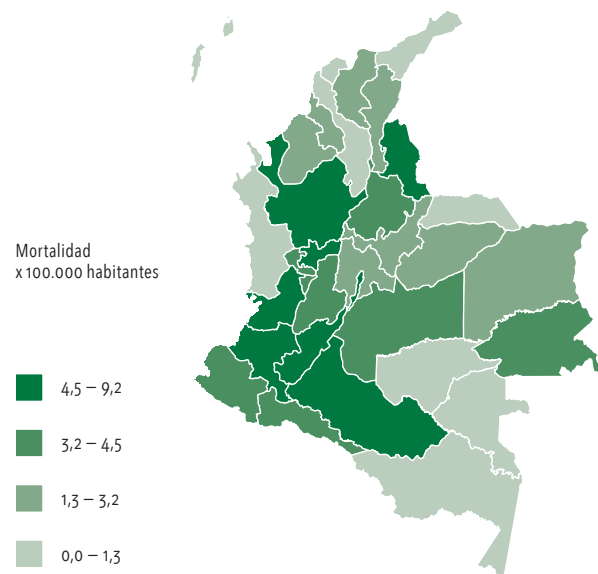 Mortalidad
x 100.000 habitantes
4,5 – 9,2
3,2 – 4,5
1,3 – 3,2
0,0 – 1,3